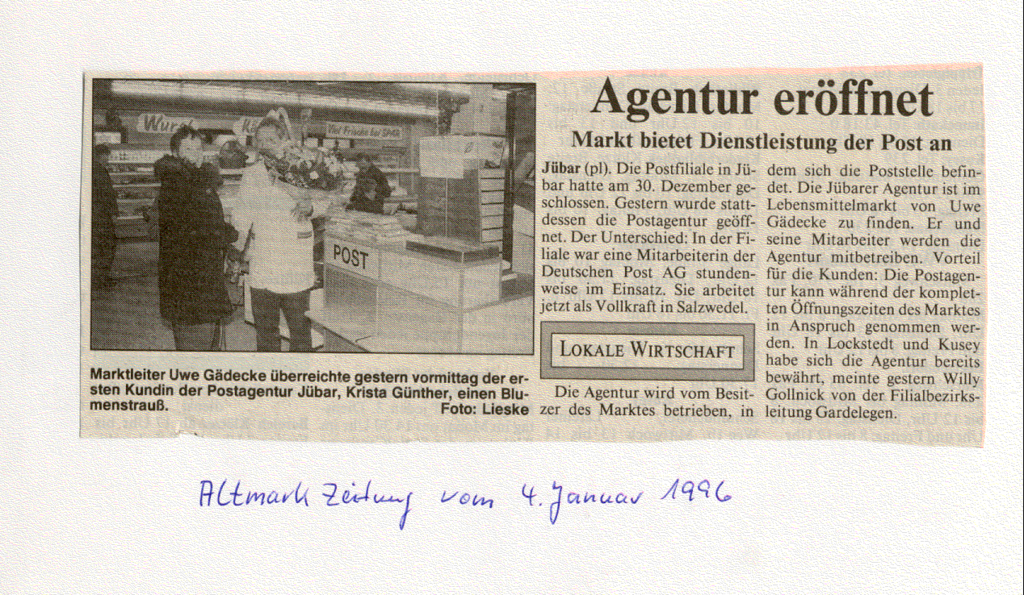 Wurst
Viel Frische bei SPAR
POST
Marktleiter Uwe Gädecke überreichte gestern vormittag der er-
sten Kundin der Postagentur Jübar, Krista Günther, einen Blu-
menstrauß.
Foto: Lieske
Agentur eröffnet
Markt bietet Dienstleistung der Post an
Jübar (pl). Die Postfiliale in Jü-
bar hatte am 30. Dezember ge-
schlossen. Gestern wurde statt-
dessen die Postagentur geöff-
net. Der Unterschied: In der Fi-
liale war eine Mitarbeiterin der
Deutschen Post AG stunden-
weise im Einsatz. Sie arbeitet
jetzt als Vollkraft in Salzwedel.
LOKALE WIRTSCHAFT
Die Agentur wird vom Besit-
zer des Marktes betrieben, in
dem sich die Poststelle befin-
det. Die Jübarer Agentur ist im
Lebensmittelmarkt von Uwe
Gädecke zu finden. Er und
seine Mitarbeiter werden die
Agentur mitbetreiben. Vorteil
für die Kunden: Die Postagen-
tur kann während der komplet-
ten Öffnungszeiten des Marktes
in Anspruch genommen wer-
den. In Lockstedt und Kusey
habe sich die Agentur bereits
bewährt, meinte gestern Willy
Gollnick von der Filialbezirks-
leitung Gardelegen.
Altmark Zeitung vom 4. Januar 1996